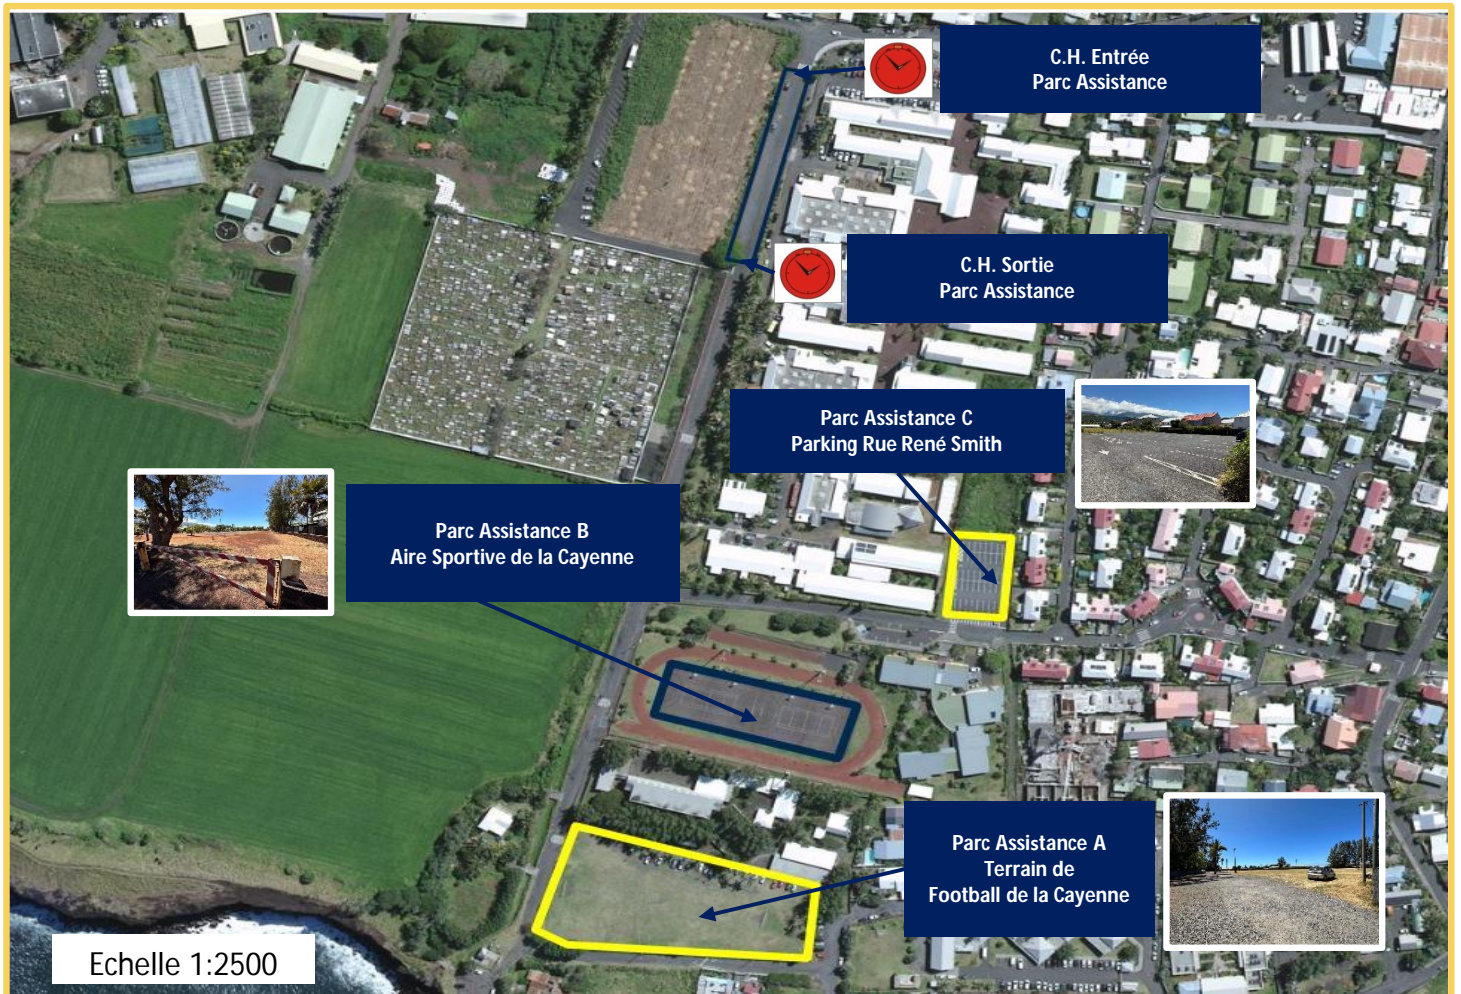 C.H. Entrée
Parc Assistance
C.H. Sortie
Parc Assistance
Parc Assistance C
Parking Rue René Smith
Parc Assistance B
Aire Sportive de la Cayenne
Parc Assistance A
Terrain de
Football de la Cayenne
Echelle 1:2500